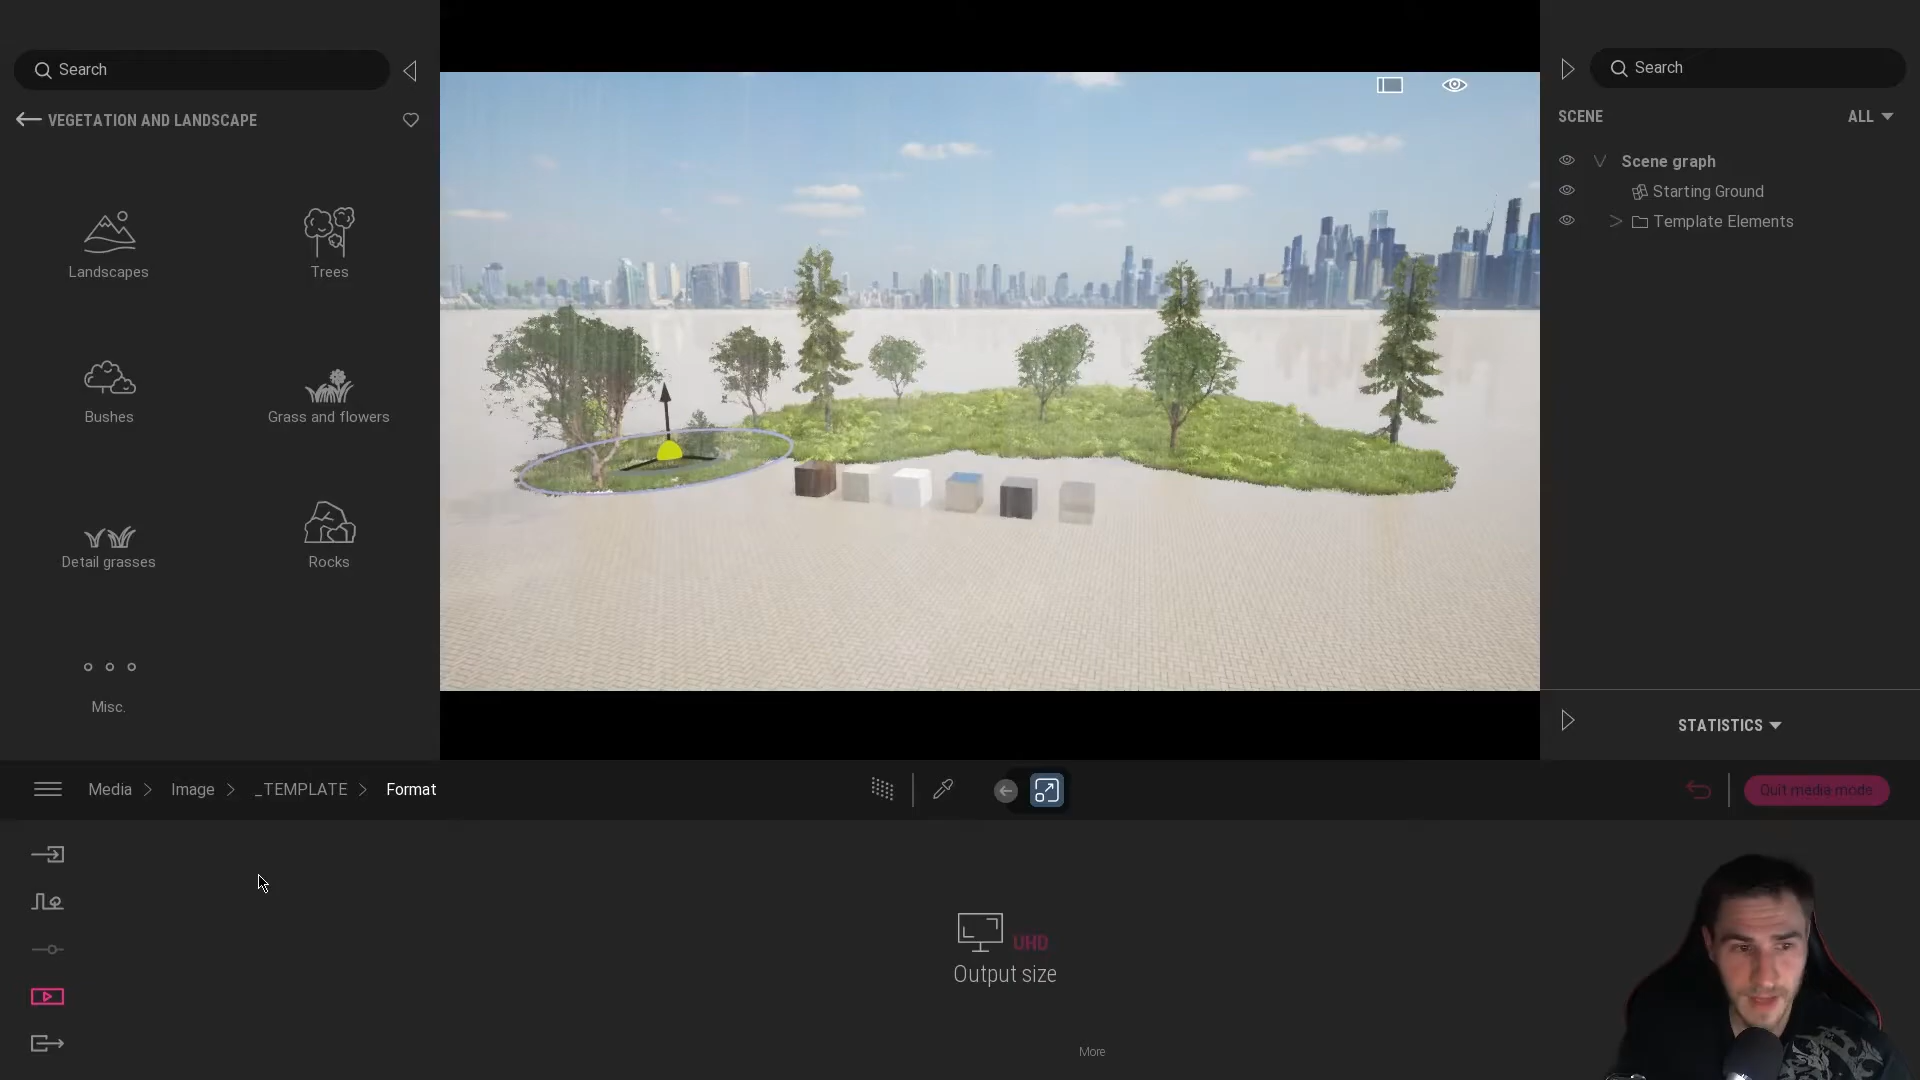 Search
VEGETATION AND LANDSCAPE
Landscapes
Trees
Bushes
Grass and flowers
Detail grasses
Rocks
Misc.
Search
SCENE
ALL
Scene graph
Starting Ground
Template Elements
STATISTICS
Media
Image
_TEMPLATE
Format
Quit media mode
UHD
Output size
More